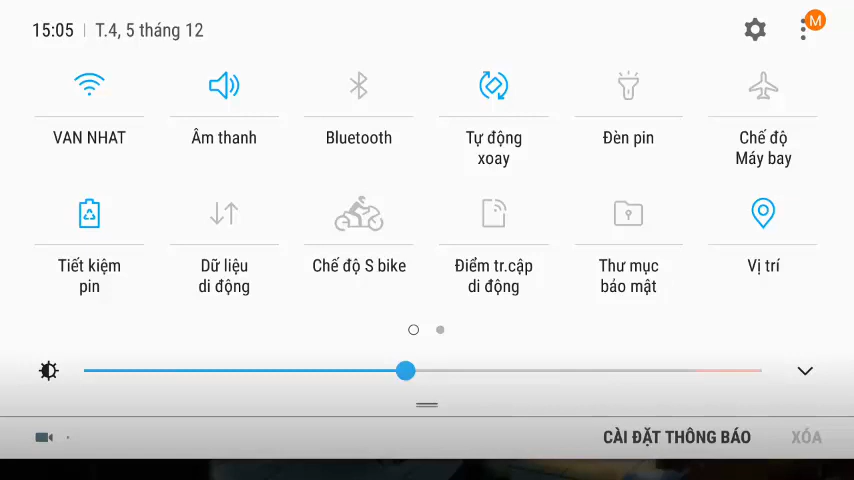 15:05 | T.4, 5 tháng 12
M
VAN NHAT
Âm thanh
Bluetooth
Tự động
xoay
Đèn pin
Chế độ
Máy bay
Tiết kiệm
pin
Dữ liệu
di động
Chế độ S bike
Điểm tr.cập
di động
Thư mục
bảo mật
Vị trí
CÀI ĐẶT THÔNG BÁO
XÓA